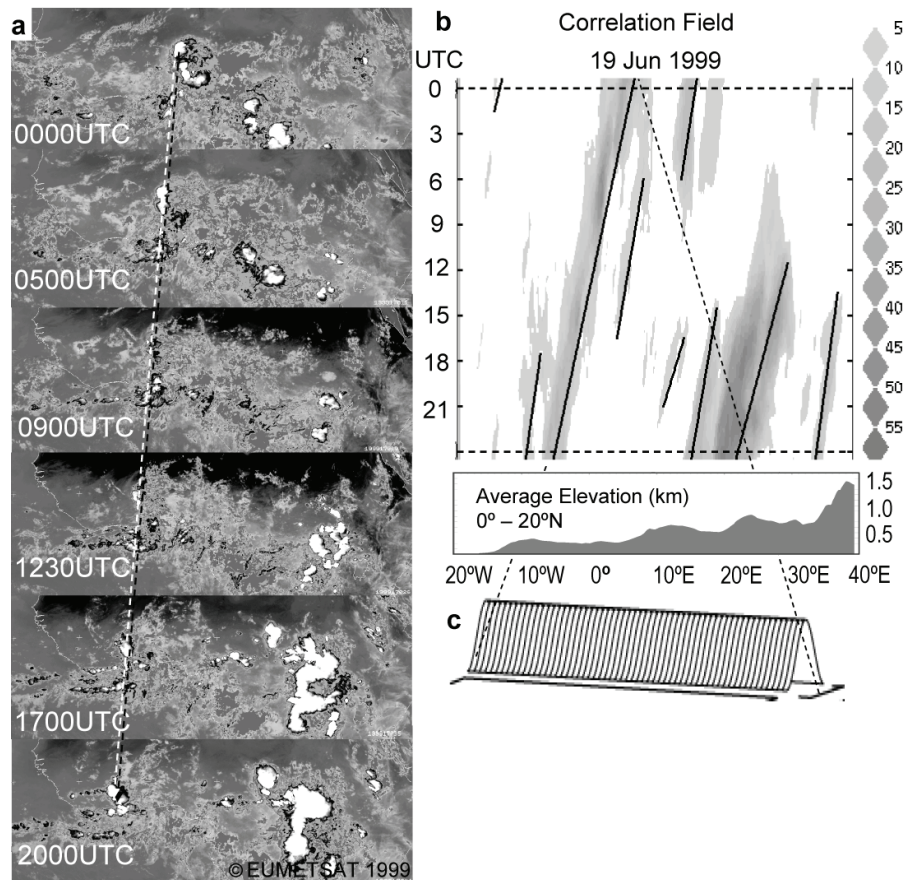 a
0000UTC
0500UTC
0900UTC
1230UTC
1700UTC
2000UTC
©EUMETSAT 1999
b
Correlation Field
UTC
19 Jun 1999
0
3
6
9
12
15
18
21
5
10
15
20
25
30
35
40
45
50
55
Average Elevation (km)
0º – 20ºN
1.5
1.0
0.5
20ºW 10ºW 0º 10ºE 20ºE 30ºE 40ºE
c